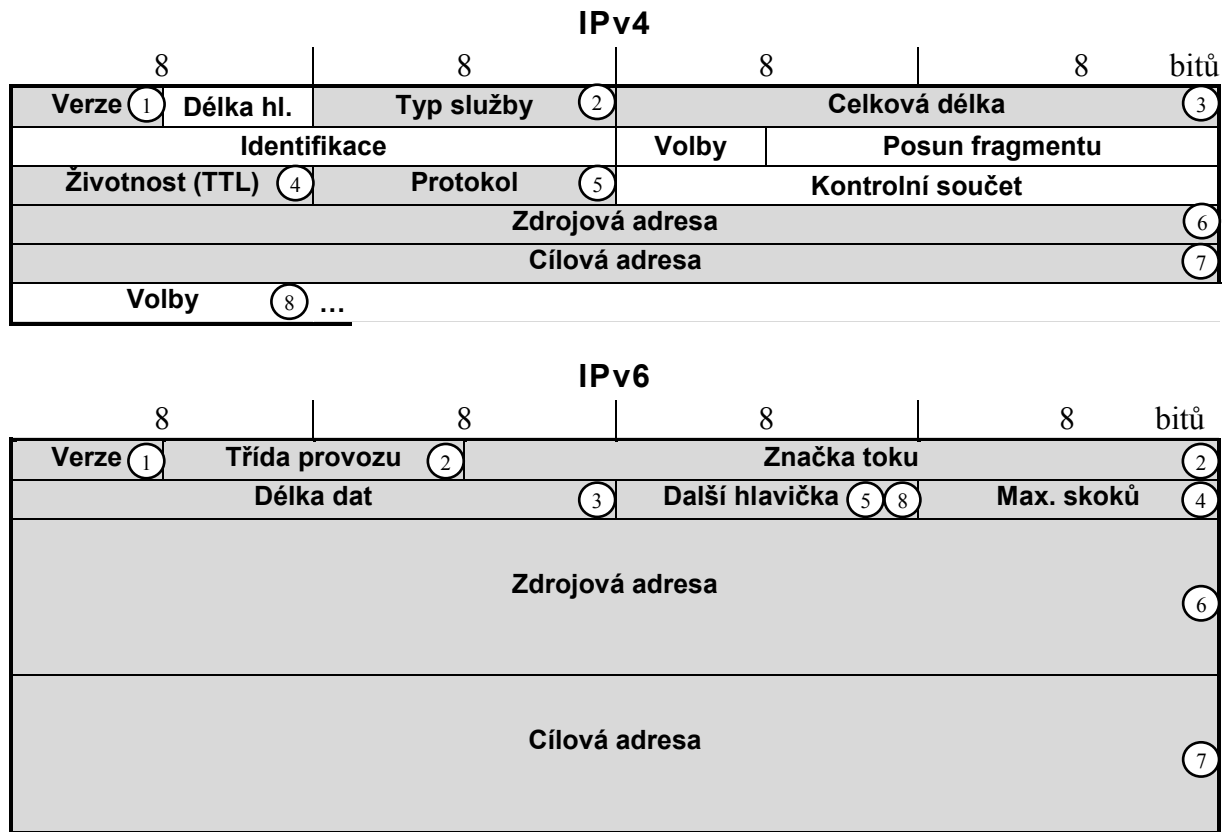 IPv4
8 8 8 8 bitů
Verze 1 Délka hl. Typ služby 2 Celková délka 3
Identifikace Volby Posun fragmentu
Životnost (TTL) 4 Protokol 5 Kontrolní součet
Zdrojová adresa 6
Cílová adresa 7
Volby 8 ...
IPv6
8 8 8 8 bitů
Verze 1 Třída provozu 2 Značka toku 2
Délka dat 3 Další hlavička 5 8 Max. skoků 4
Zdrojová adresa
6
Cílová adresa
7